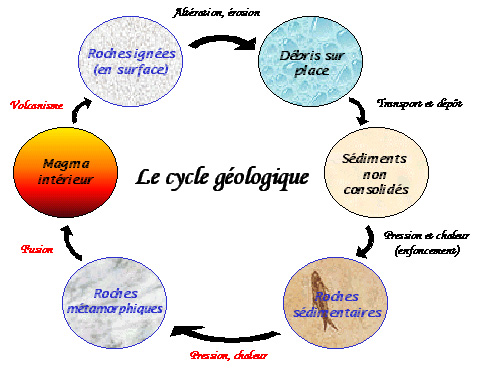 Altération, érosion
Roches ignées
(en surface)
Débris sur
place
Volcanisme
Transport et dépôt
Magma
intérieur
Le cycle géologique
Sédiments
non
consolidés
Fusion
Pression et chaleur
(enfoncement)
Roches
métamorphiques
Roches
sédimentaires
Pression, chaleur